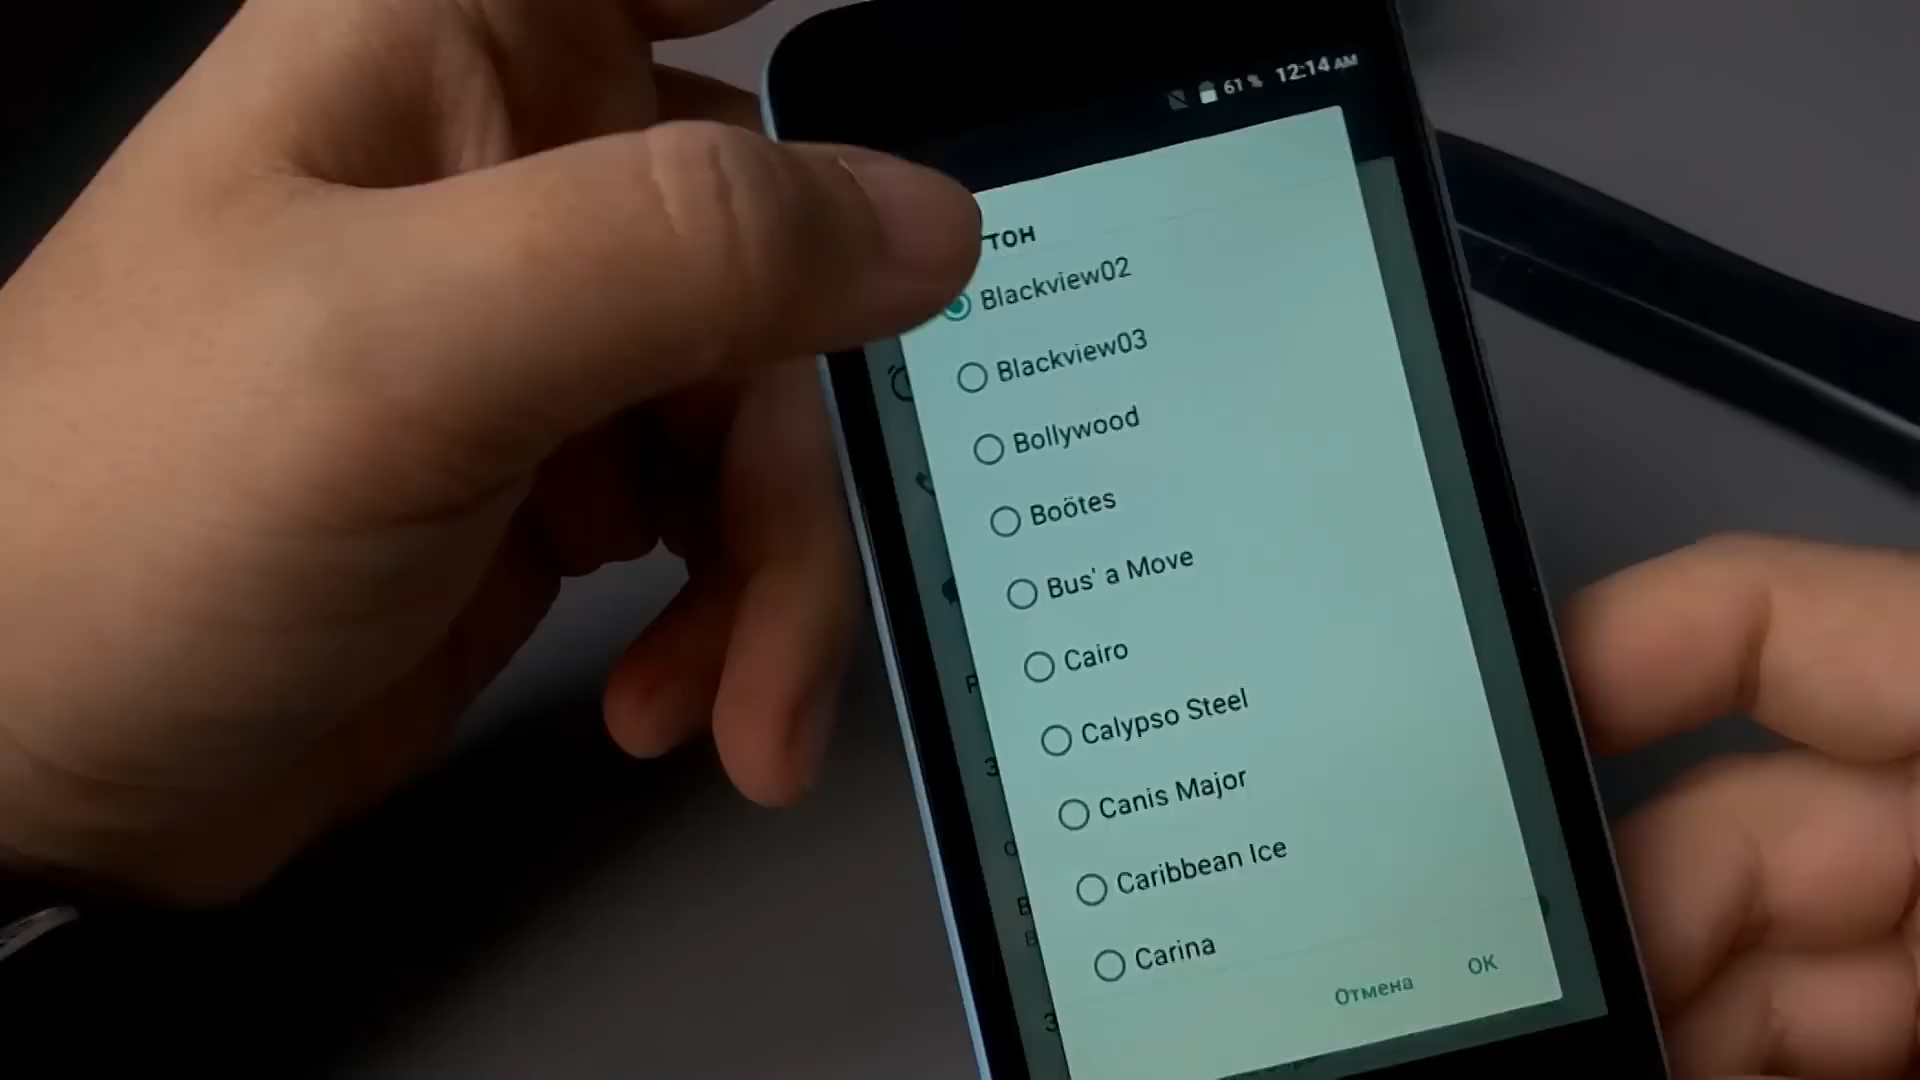 61 % 12:14 AM
тон
Blackview02
Blackview03
Bollywood
Boötes
Bus' a Move
Cairo
Calypso Steel
Canis Major
Caribbean Ice
Carina
Отмена
OK